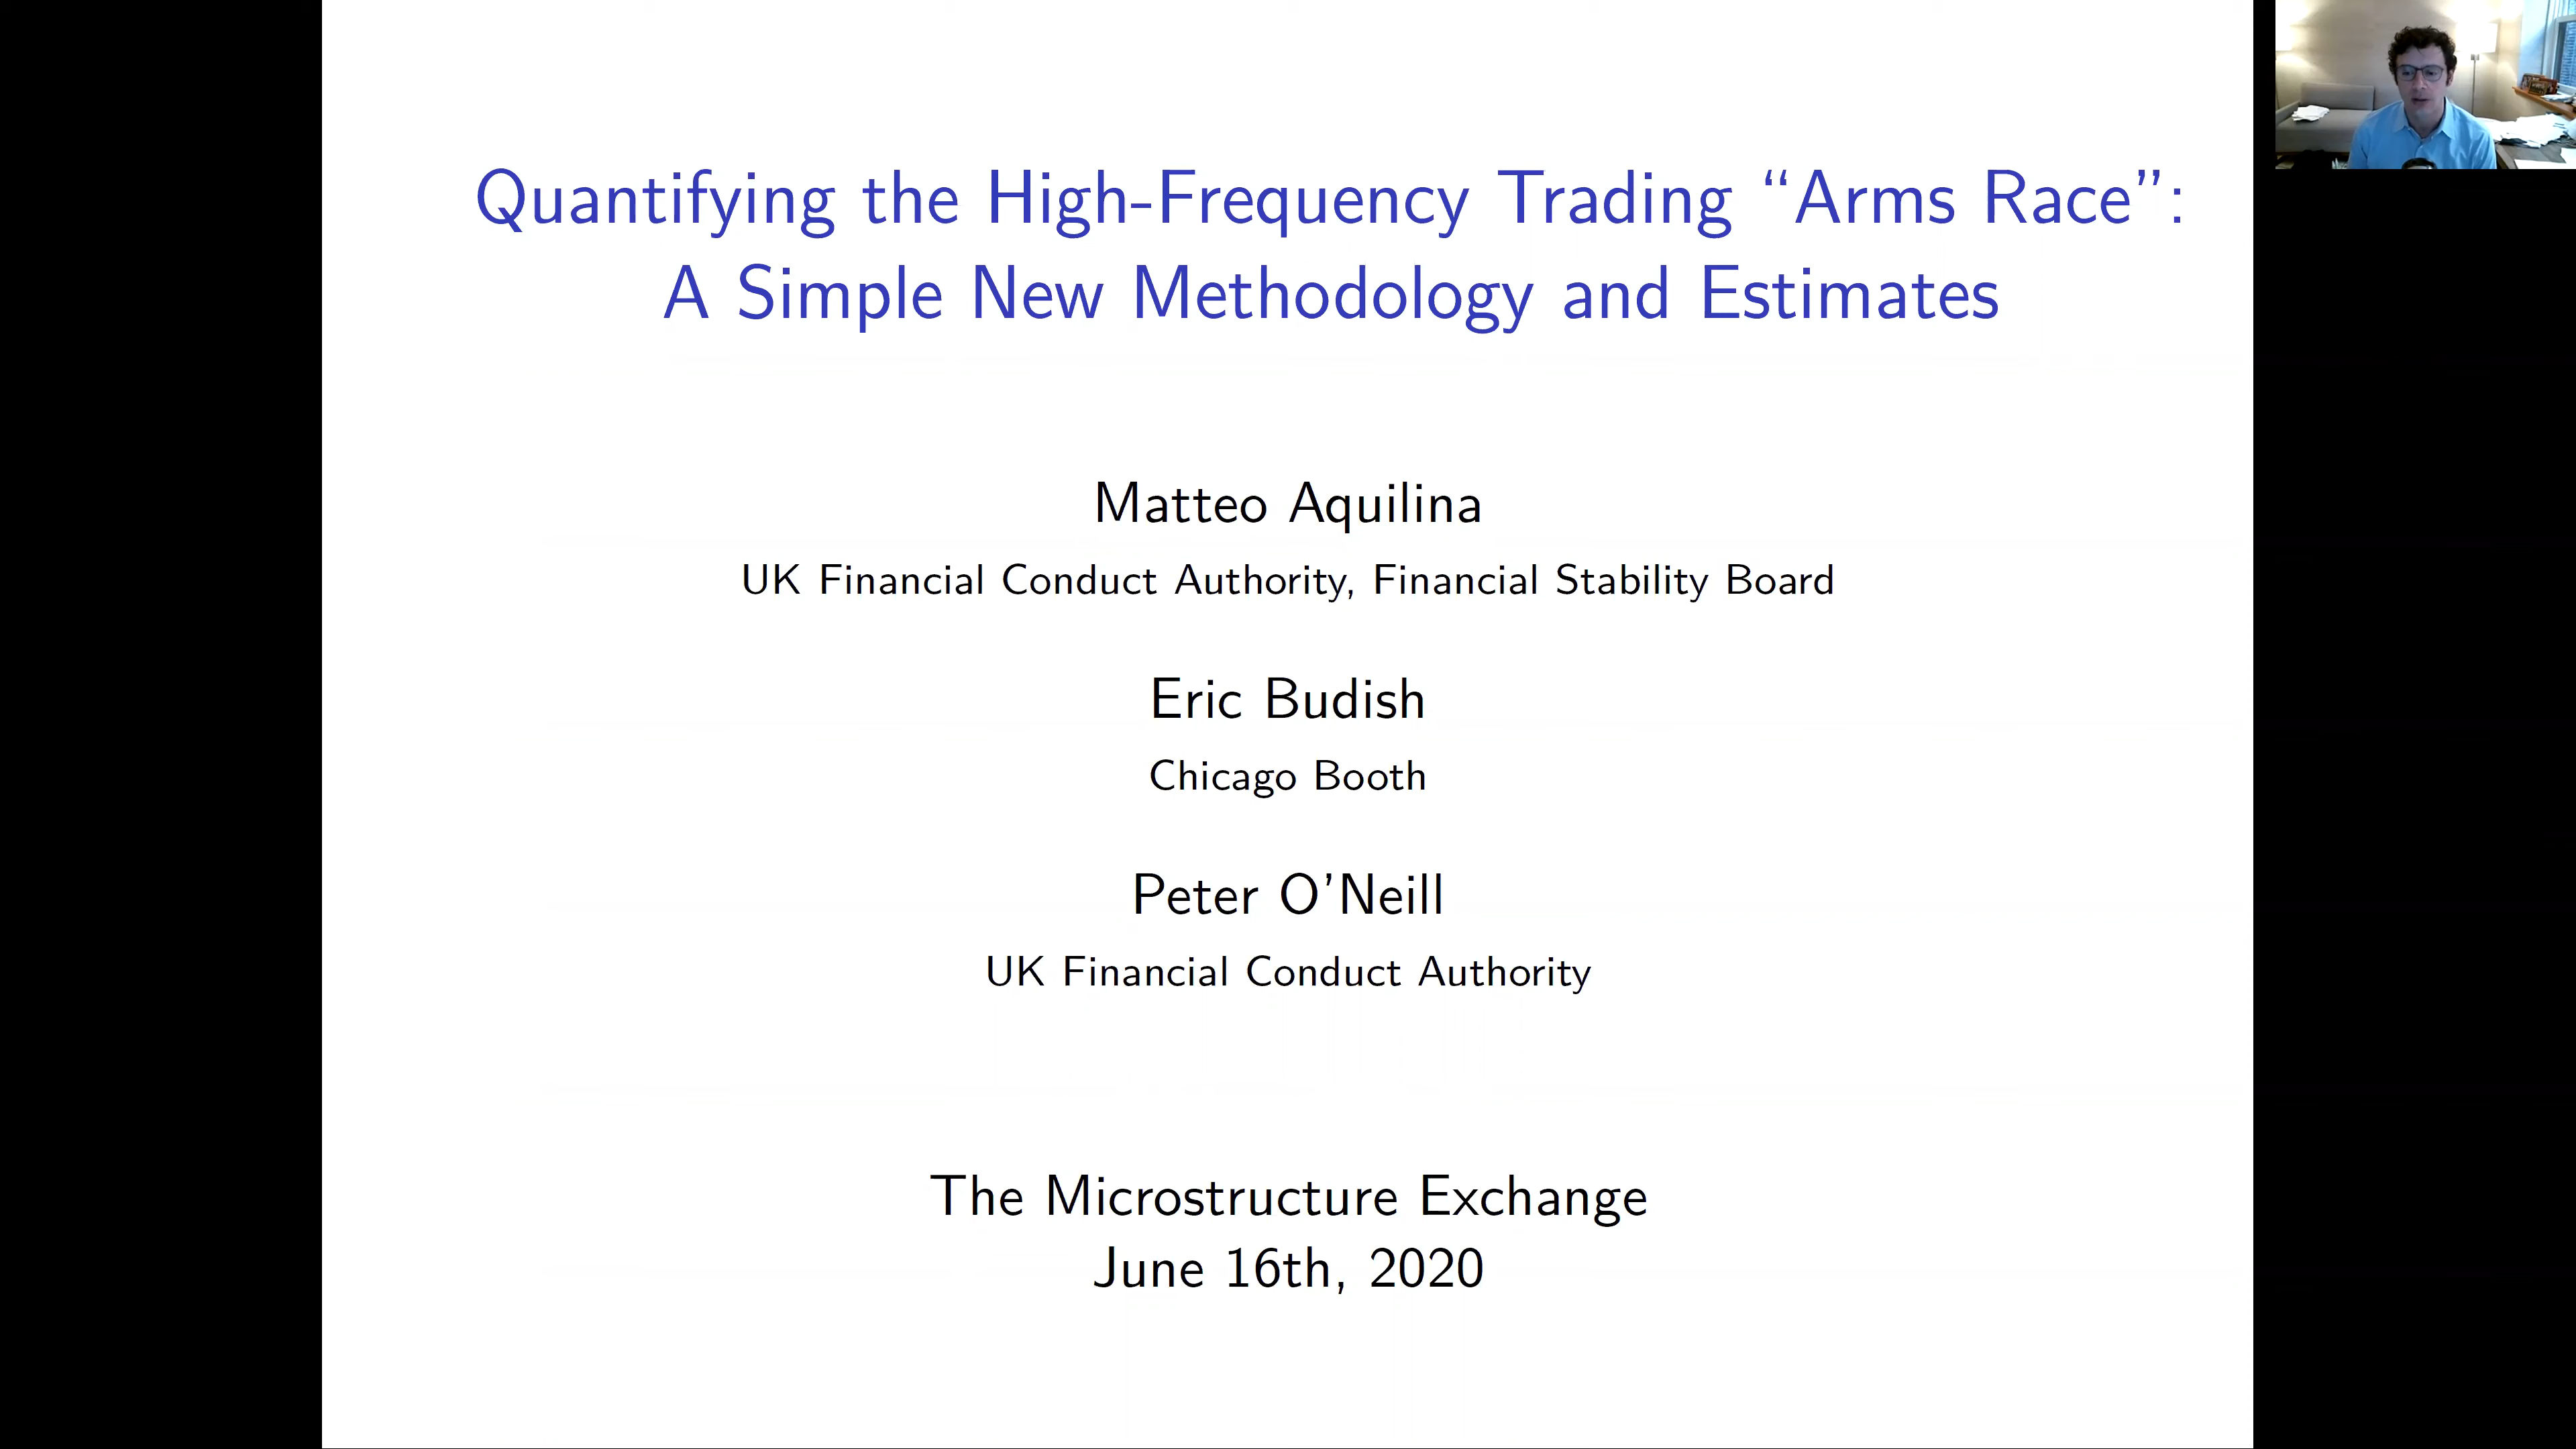 Quantifying the High-Frequency Trading “Arms Race”:
A Simple New Methodology and Estimates
Matteo Aquilina
UK Financial Conduct Authority, Financial Stability Board
Eric Budish
Chicago Booth
Peter O’Neill
UK Financial Conduct Authority
The Microstructure Exchange
June 16th, 2020